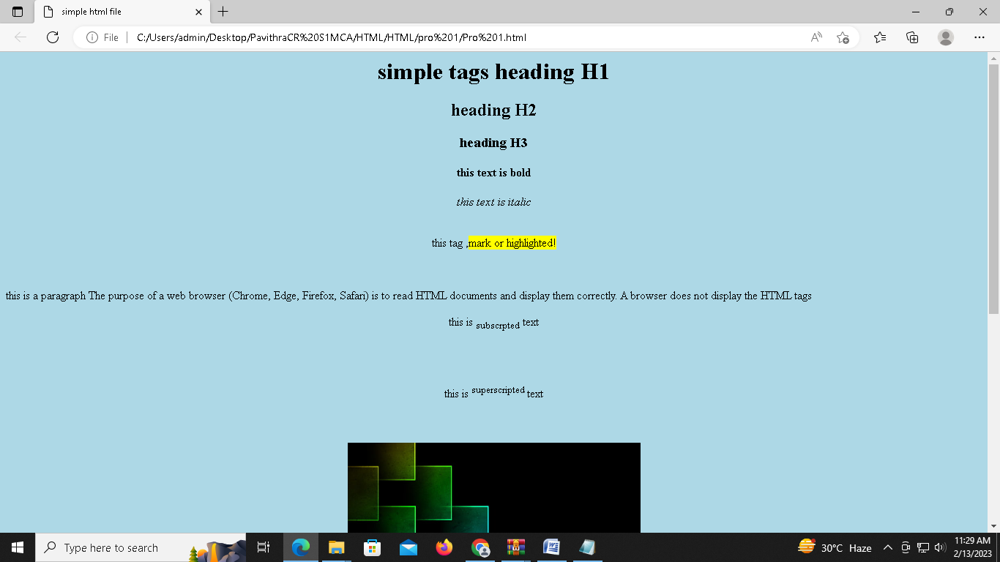 simple html file
File
C:/Users/admin/Desktop/PavithraCR%20S1MCA/HTML/HTML/pro%201/Pro%201.html
simple tags heading H1
heading H2
heading H3
this text is bold
this text is italic
this tag ,mark or highlighted!
this is a paragraph The purpose of a web browser (Chrome, Edge, Firefox, Safari) is to read HTML documents and display them correctly. A browser does not display the HTML tags
this is subscrpted text
this is superscripted text
Type here to search
30°C Haze
11:29 AM
2/13/2023